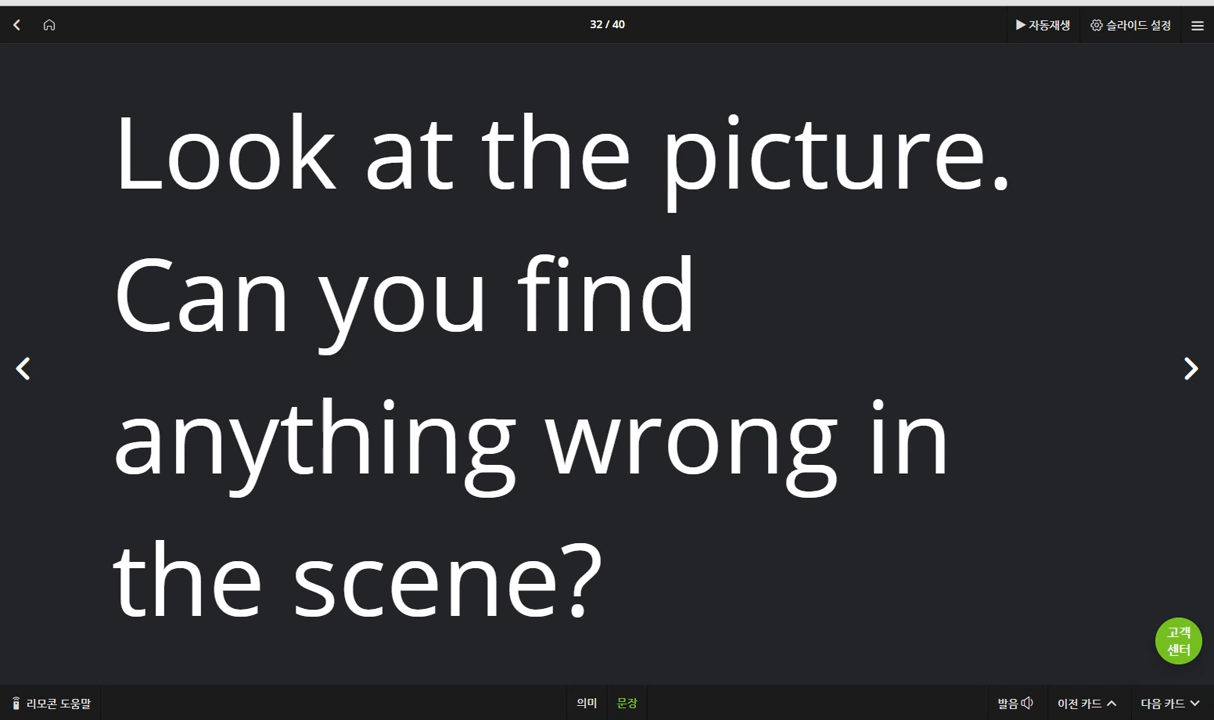 32 / 40
자동재생
슬라이드 설정
Look at the picture.
Can you find
anything wrong in
the scene?
고객
센터
리모콘 도움말
의미
문장
발음
이전 카드
다음 카드